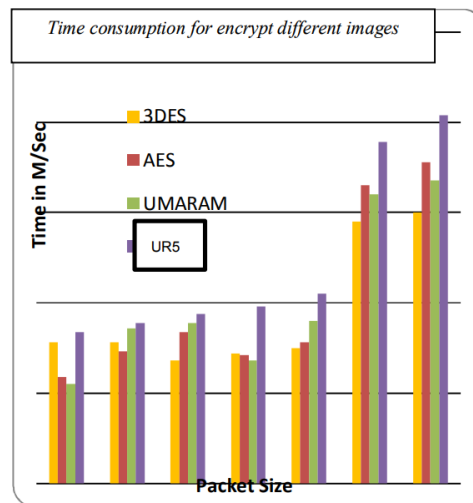 Time consumption for encrypt different images
3DES
AES
UMARAM
UR5
Time in M/Sec
Packet Size